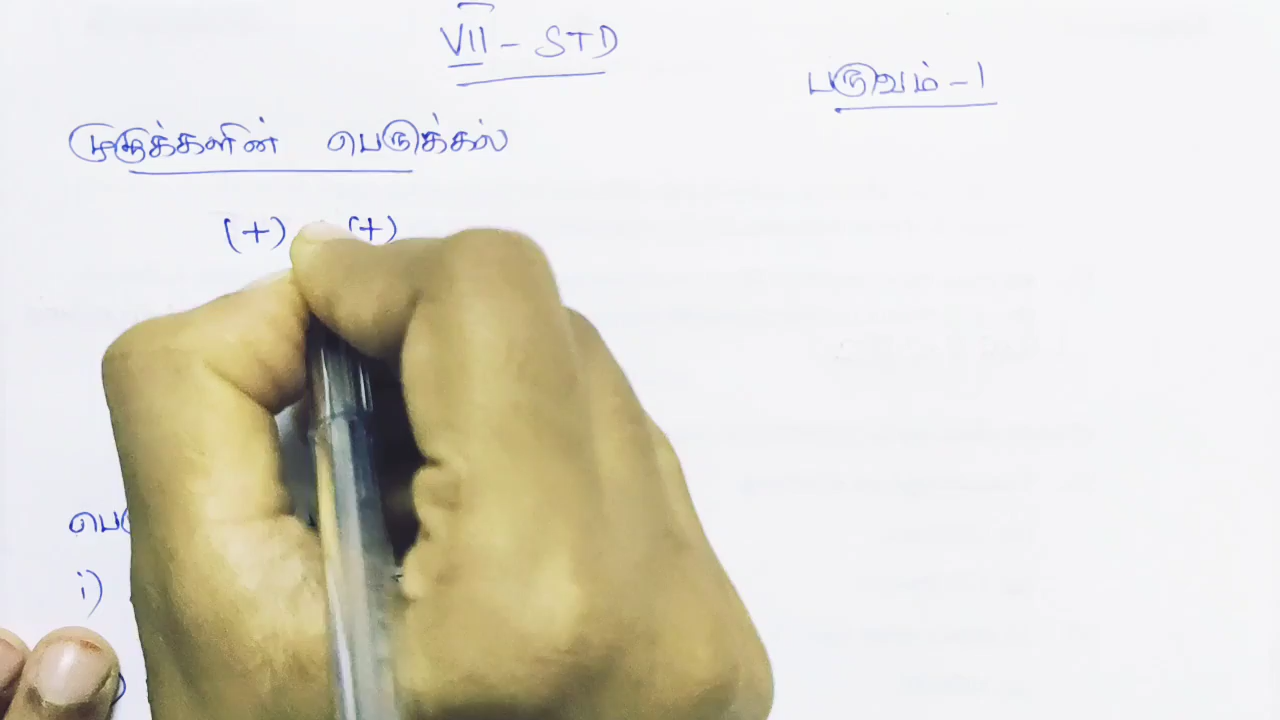 VII - STD
பருவம் - 1
முழுக்களின் பெருக்கல்
(+) (+)
i)